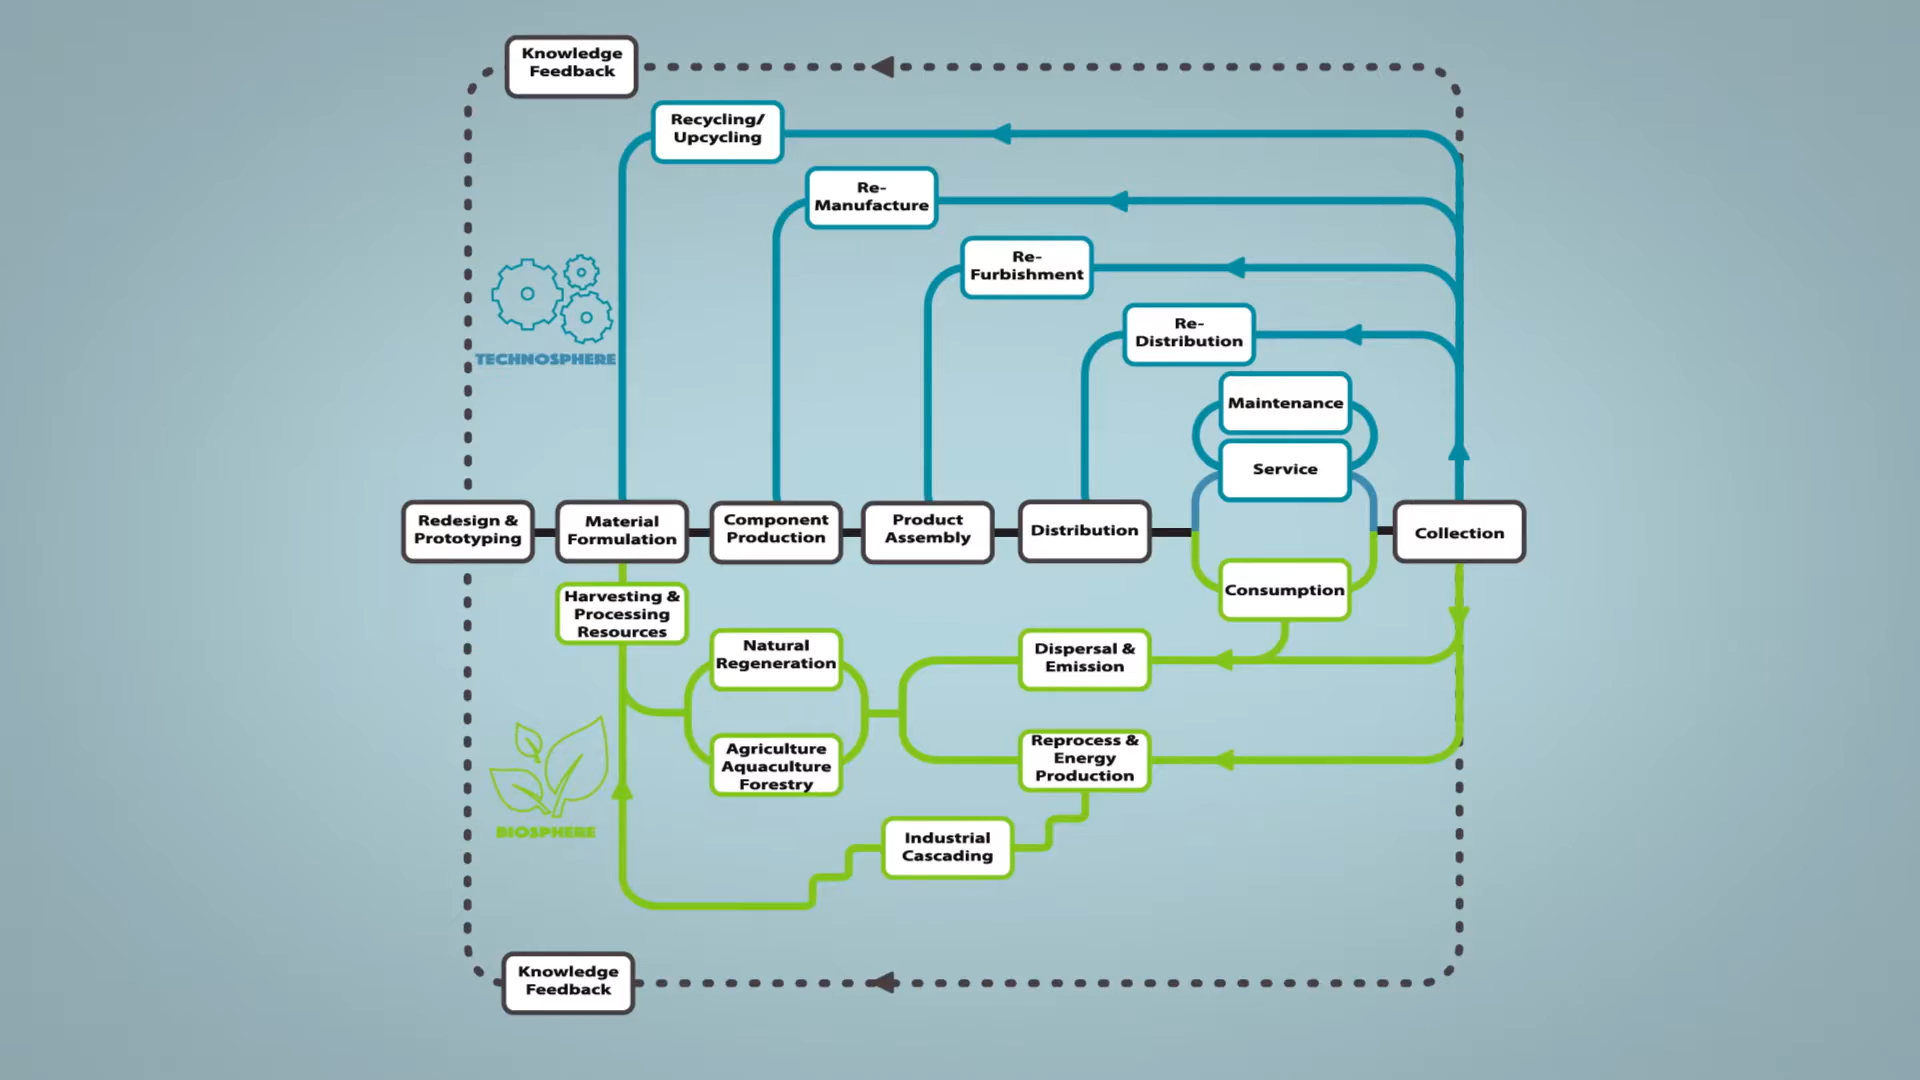 Knowledge
Feedback
Recycling/
Upcycling
Re-
Manufacture
Re-
Furbishment
Re-
Distribution
TECHNOSPHERE
Maintenance
Service
Redesign &
Prototyping
Material
Formulation
Component
Production
Product
Assembly
Distribution
Collection
Consumption
Harvesting &
Processing
Resources
Natural
Regeneration
Dispersal &
Emission
Agriculture
Aquaculture
Forestry
Reprocess &
Energy
Production
BIOSPHERE
Industrial
Cascading
Knowledge
Feedback